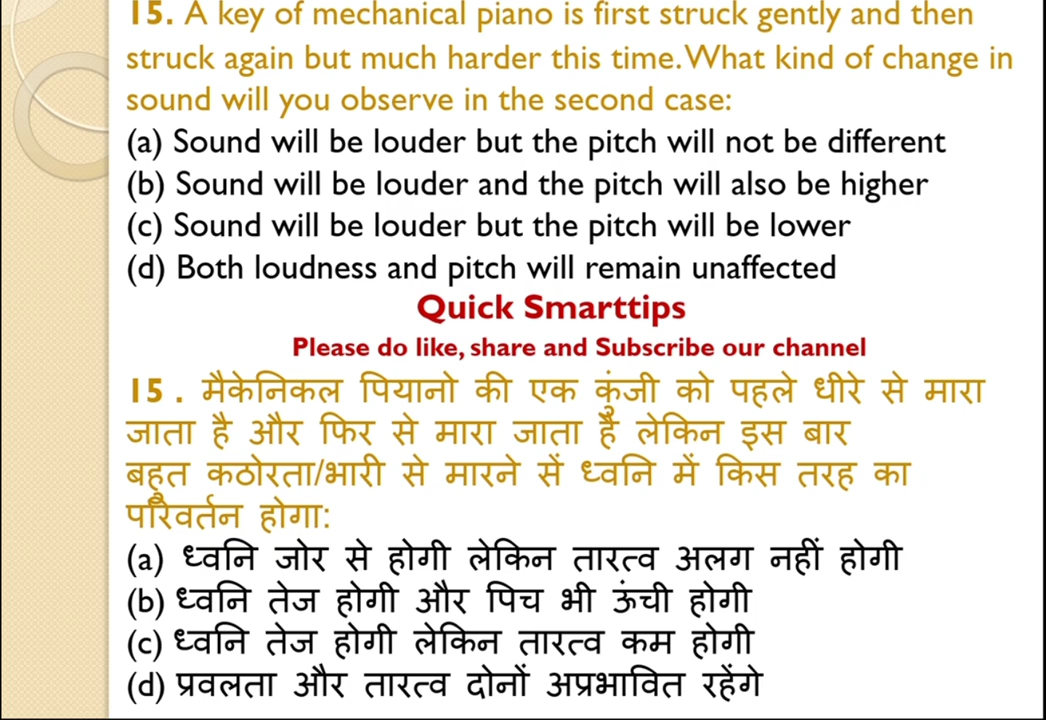 15. A key of mechanical piano is first struck gently and then
struck again but much harder this time. What kind of change in
sound will you observe in the second case:
(a) Sound will be louder but the pitch will not be different
(b) Sound will be louder and the pitch will also be higher
(c) Sound will be louder but the pitch will be lower
(d) Both loudness and pitch will remain unaffected
Quick Smarttips
Please do like, share and Subscribe our channel
15 . मैकेनिकल पियानो की एक कुंजी को पहले धीरे से मारा
जाता है और फिर से मारा जाता है लेकिन इस बार
बहुत कठोरता/भारी से मारने सें ध्वनि में किस तरह का
परिवर्तन होगा:
(a) ध्वनि जोर से होगी लेकिन तारत्व अलग नहीं होगी
(b) ध्वनि तेज होगी और पिच भी ऊंची होगी
(c) ध्वनि तेज होगी लेकिन तारत्व कम होगी
(d) प्रवलता और तारत्व दोनों अप्रभावित रहेंगे